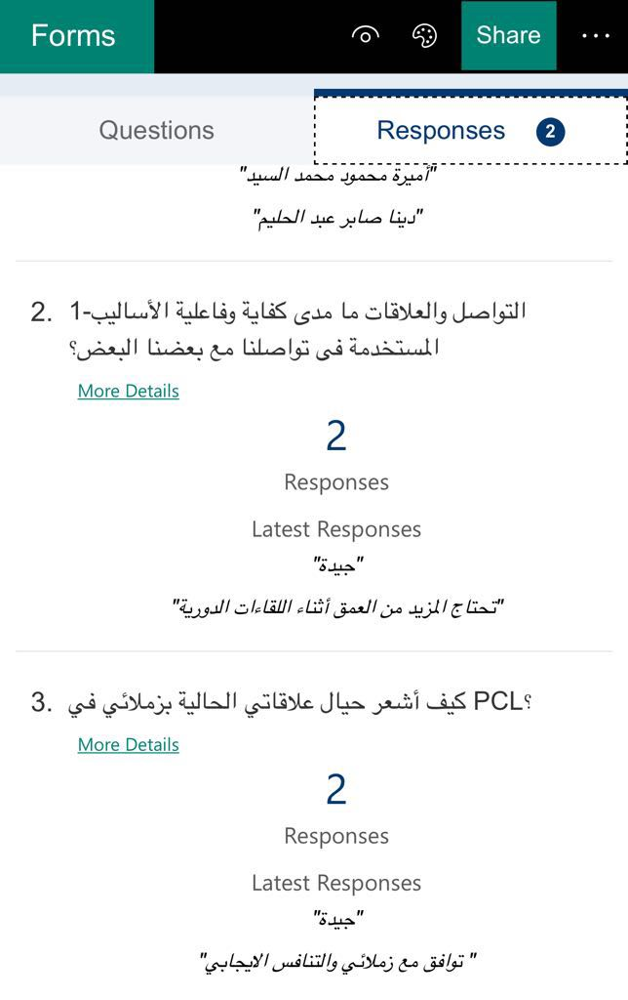 Forms
Share
Questions
Responses 2
"أميرة محمود محمد السيد"
"دينا صابر عبد الحليم"
2. 1-التواصل والعلاقات ما مدى كفاية وفاعلية الأساليب
المستخدمة فى تواصلنا مع بعضنا البعض؟
More Details
2
Responses
Latest Responses
"جيدة"
"تحتاج المزيد من العمق أثناء اللقاءات الدورية"
3. كيف أشعر حيال علاقاتي الحالية بزملائي في PCL؟
More Details
2
Responses
Latest Responses
"جيدة"
"توافق مع زملائي والتنافس الايجابي "